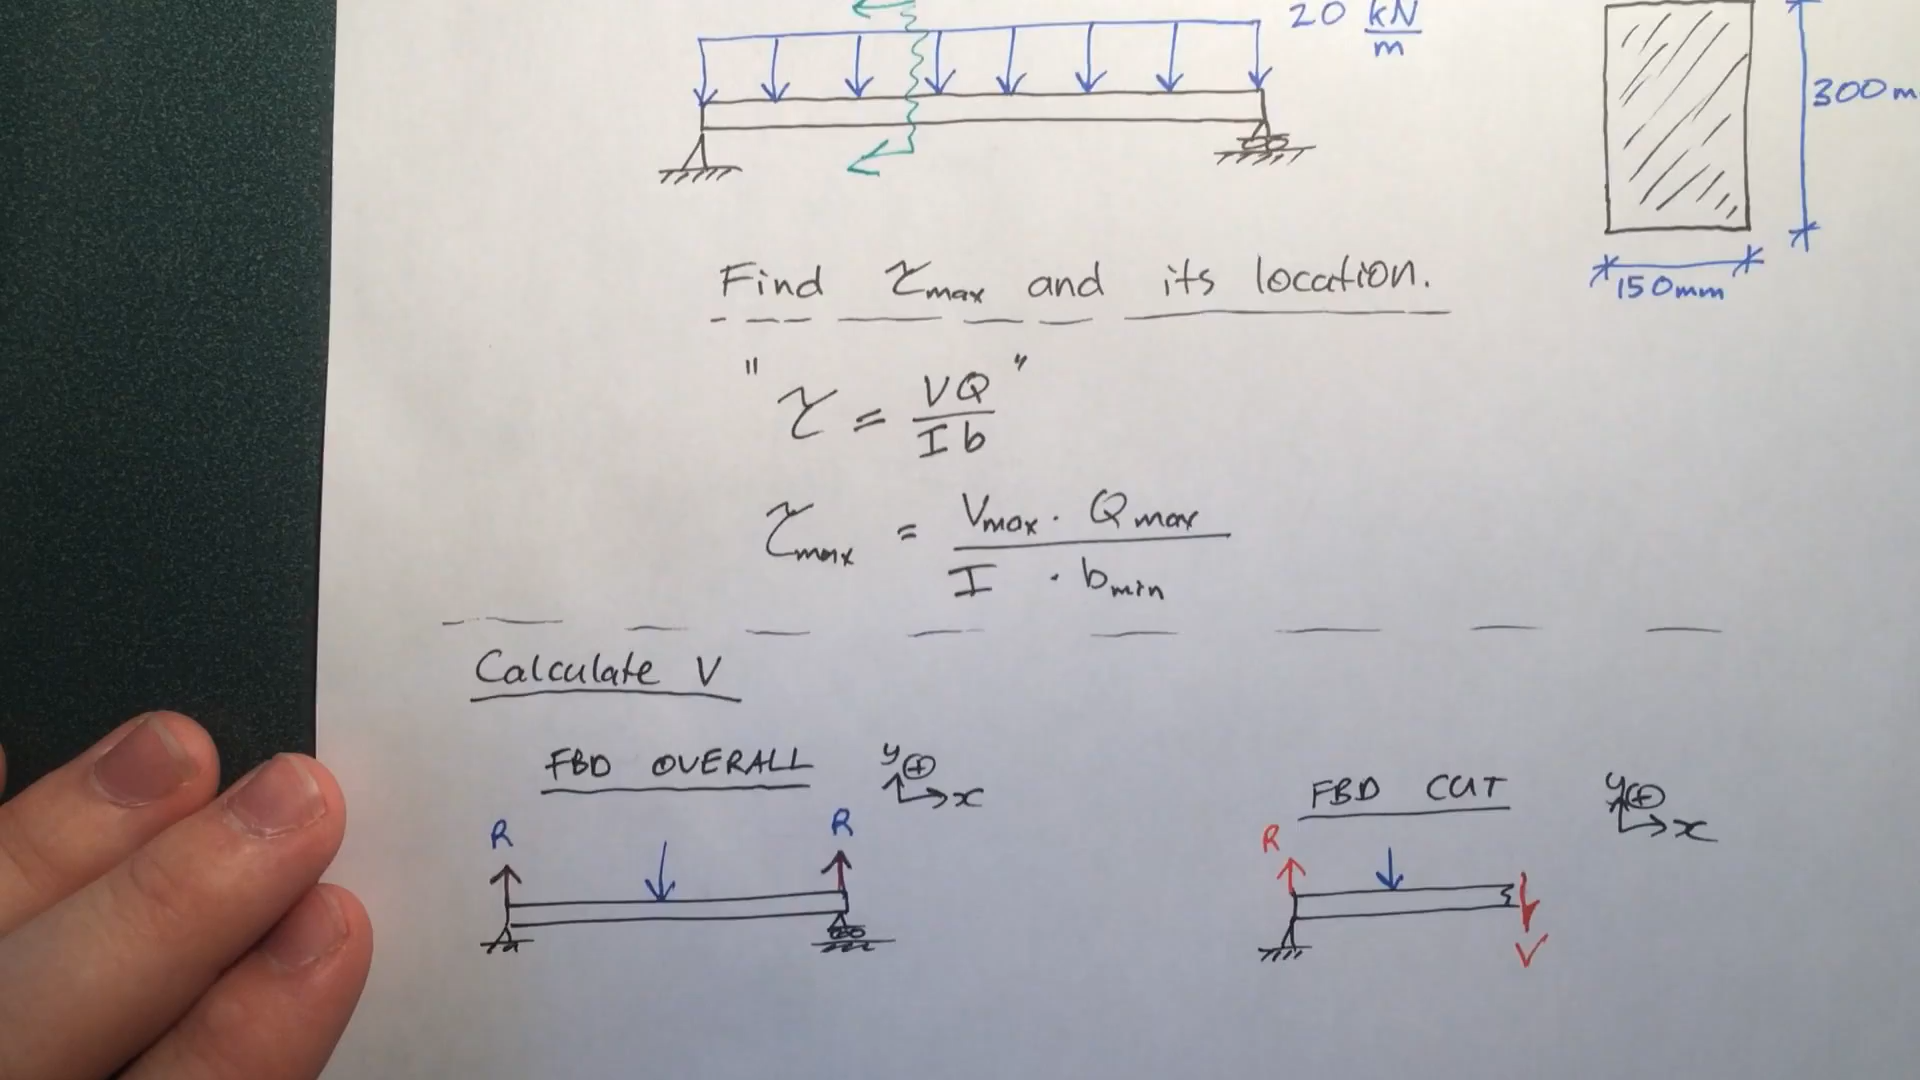 20 kN/m
300m
150mm
Find τmax and its location.
"τ = VQ/Ib"
τmax = Vmax · Qmax / I · bmin
Calculate V
FBD OVERALL
y + x
R R
FBD CUT
y + x
R
V